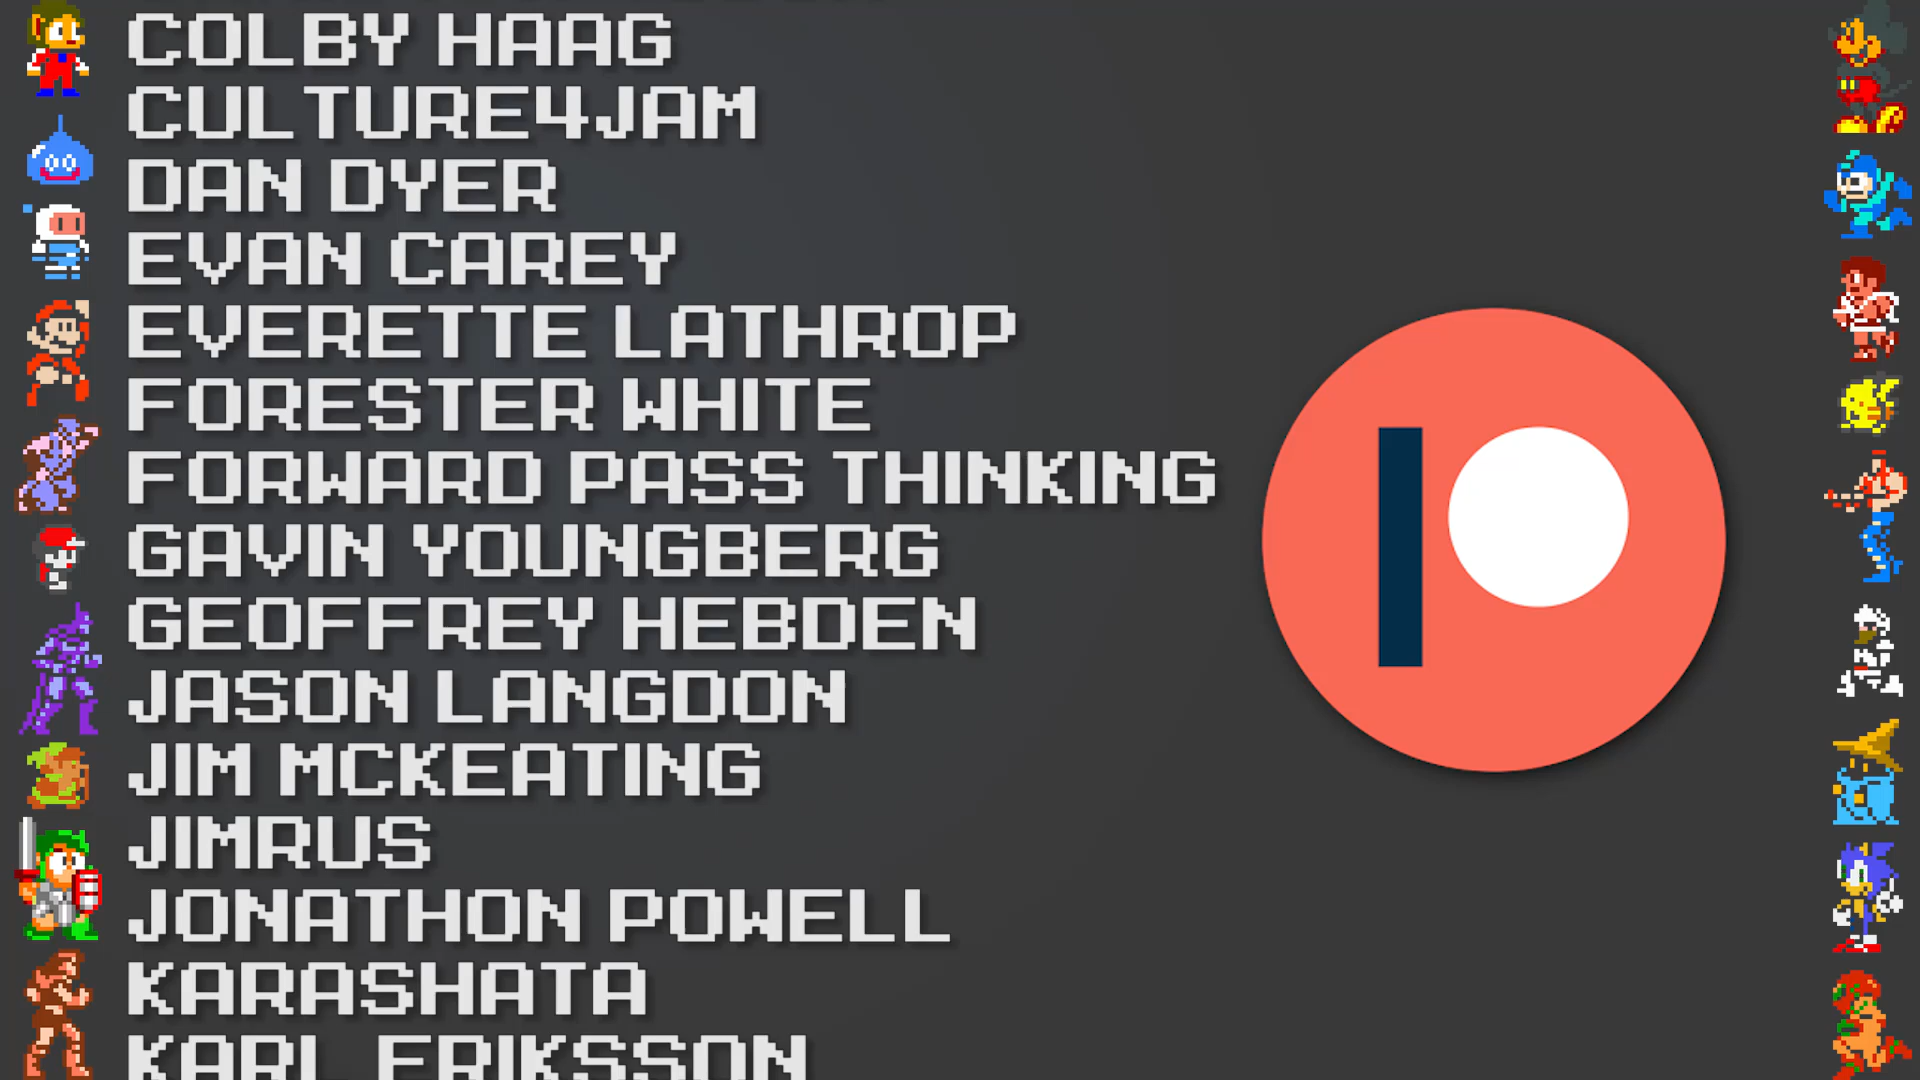 COLBY HAAG
CULTURE4JAM
DAN DYER
EVAN CAREY
EVERETTE LATHROP
FORESTER WHITE
FORWARD PASS THINKING
GAVIN YOUNGBERG
GEOFFREY HEBDEN
JASON LANGDON
JIM MCKEATING
JIMRUS
JONATHON POWELL
KARASHATA
KARL ERIKSSON